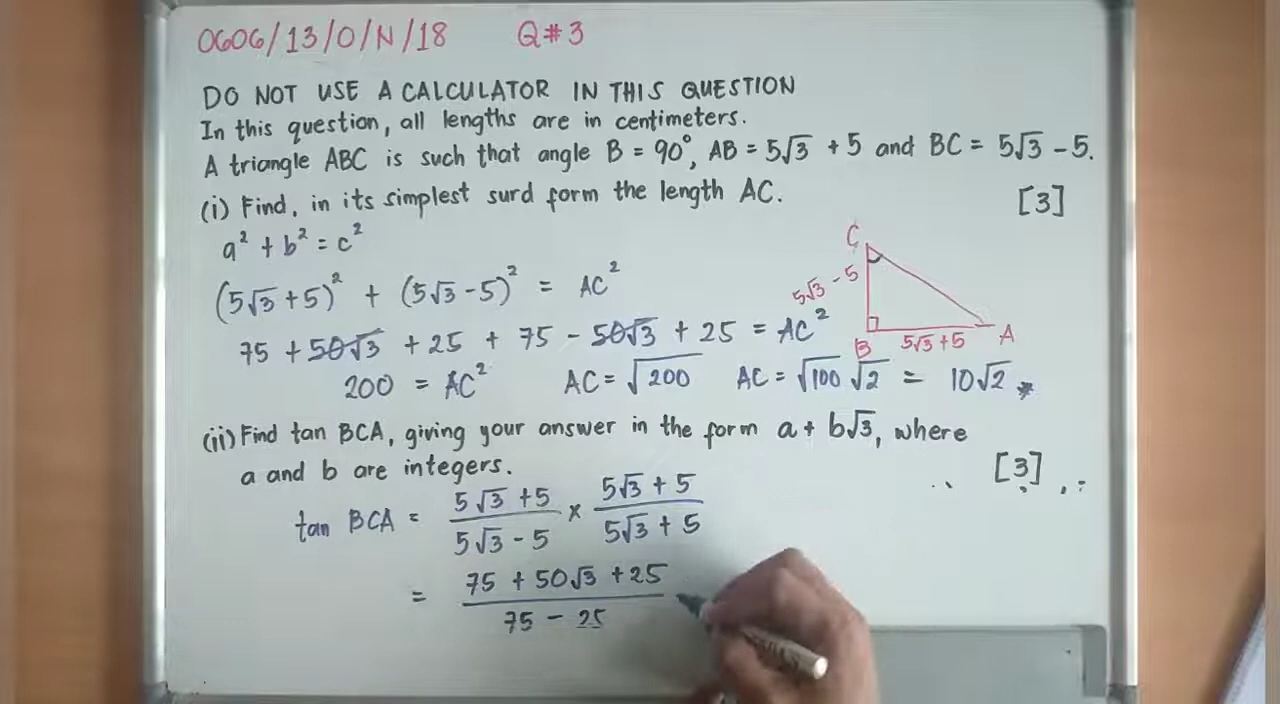 0606/13/O/N/18 Q#3
DO NOT USE A CALCULATOR IN THIS QUESTION
In this question, all lengths are in centimeters.
A triangle ABC is such that angle B = 90°, AB = 5√3 + 5 and BC = 5√3 - 5.
(i) Find, in its simplest surd form the length AC. [3]
a² + b² = c²
(5√3 + 5)² + (5√3 - 5)² = AC²
75 + 50√3 + 25 + 75 - 50√3 + 25 = AC²
200 = AC² AC = √200 AC = √100 √2 = 10√2
C
5√3 - 5
B 5√3 + 5 A
(ii) Find tan BCA, giving your answer in the form a + b√3, where
a and b are integers. [3]
tan BCA = (5√3 + 5)/(5√3 - 5) × (5√3 + 5)/(5√3 + 5)
= (75 + 50√3 + 25)/(75 - 25)